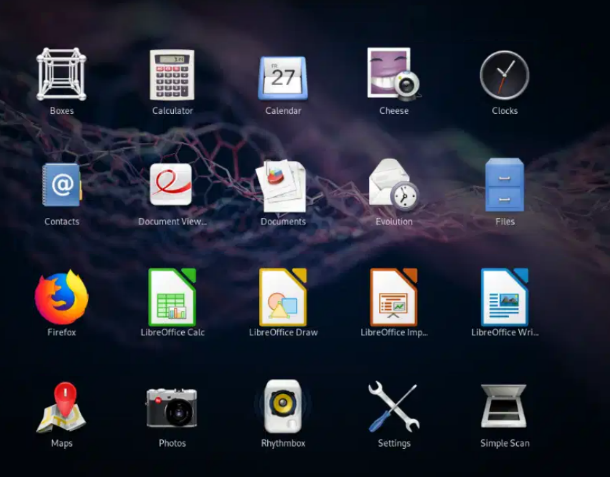 FRI
27
Boxes
Calculator
Calendar
Cheese
Clocks
@
Contacts
Document View...
Documents
Evolution
Files
Firefox
LibreOffice Calc
LibreOffice Draw
LibreOffice Imp...
LibreOffice Wri...
Maps
Photos
Rhythmbox
Settings
Simple Scan